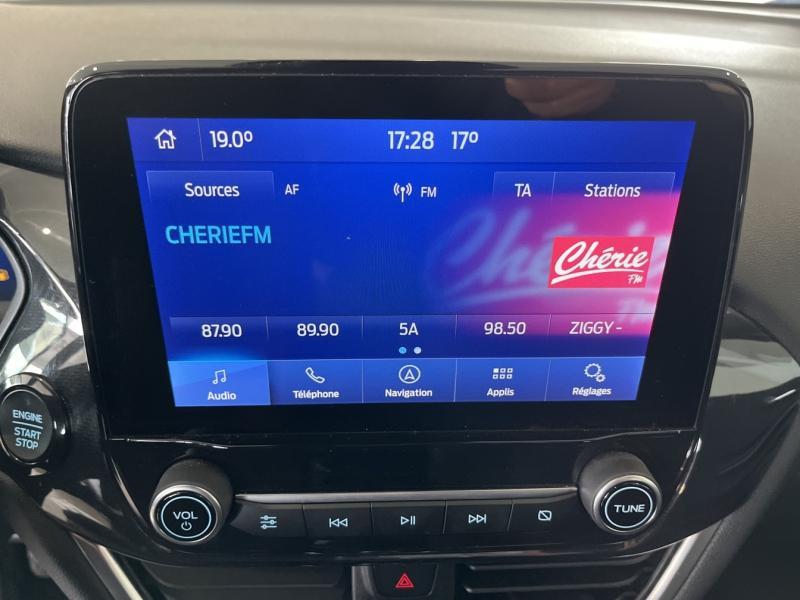 19.0° 17:28 17°
Sources AF FM TA Stations
CHERIEFM
Chérie
FM
87.90 89.90 5A 98.50 ZIGGY-
Audio Téléphone Navigation Applis Réglages
ENGINE
START
STOP
VOL
TUNE